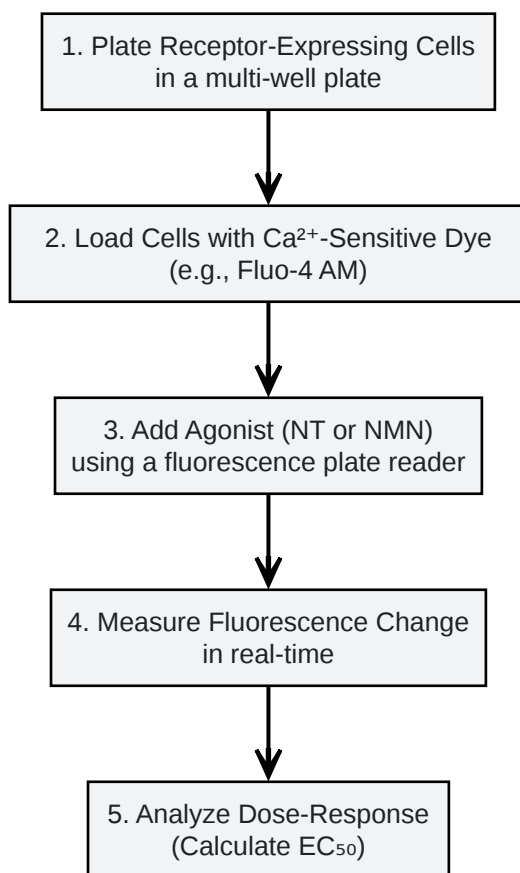 1. Plate Receptor-Expressing Cells
in a multi-well plate
2. Load Cells with Ca²⁺-Sensitive Dye
(e.g., Fluo-4 AM)
3. Add Agonist (NT or NMN)
using a fluorescence plate reader
4. Measure Fluorescence Change
in real-time
5. Analyze Dose-Response
(Calculate EC₅₀)